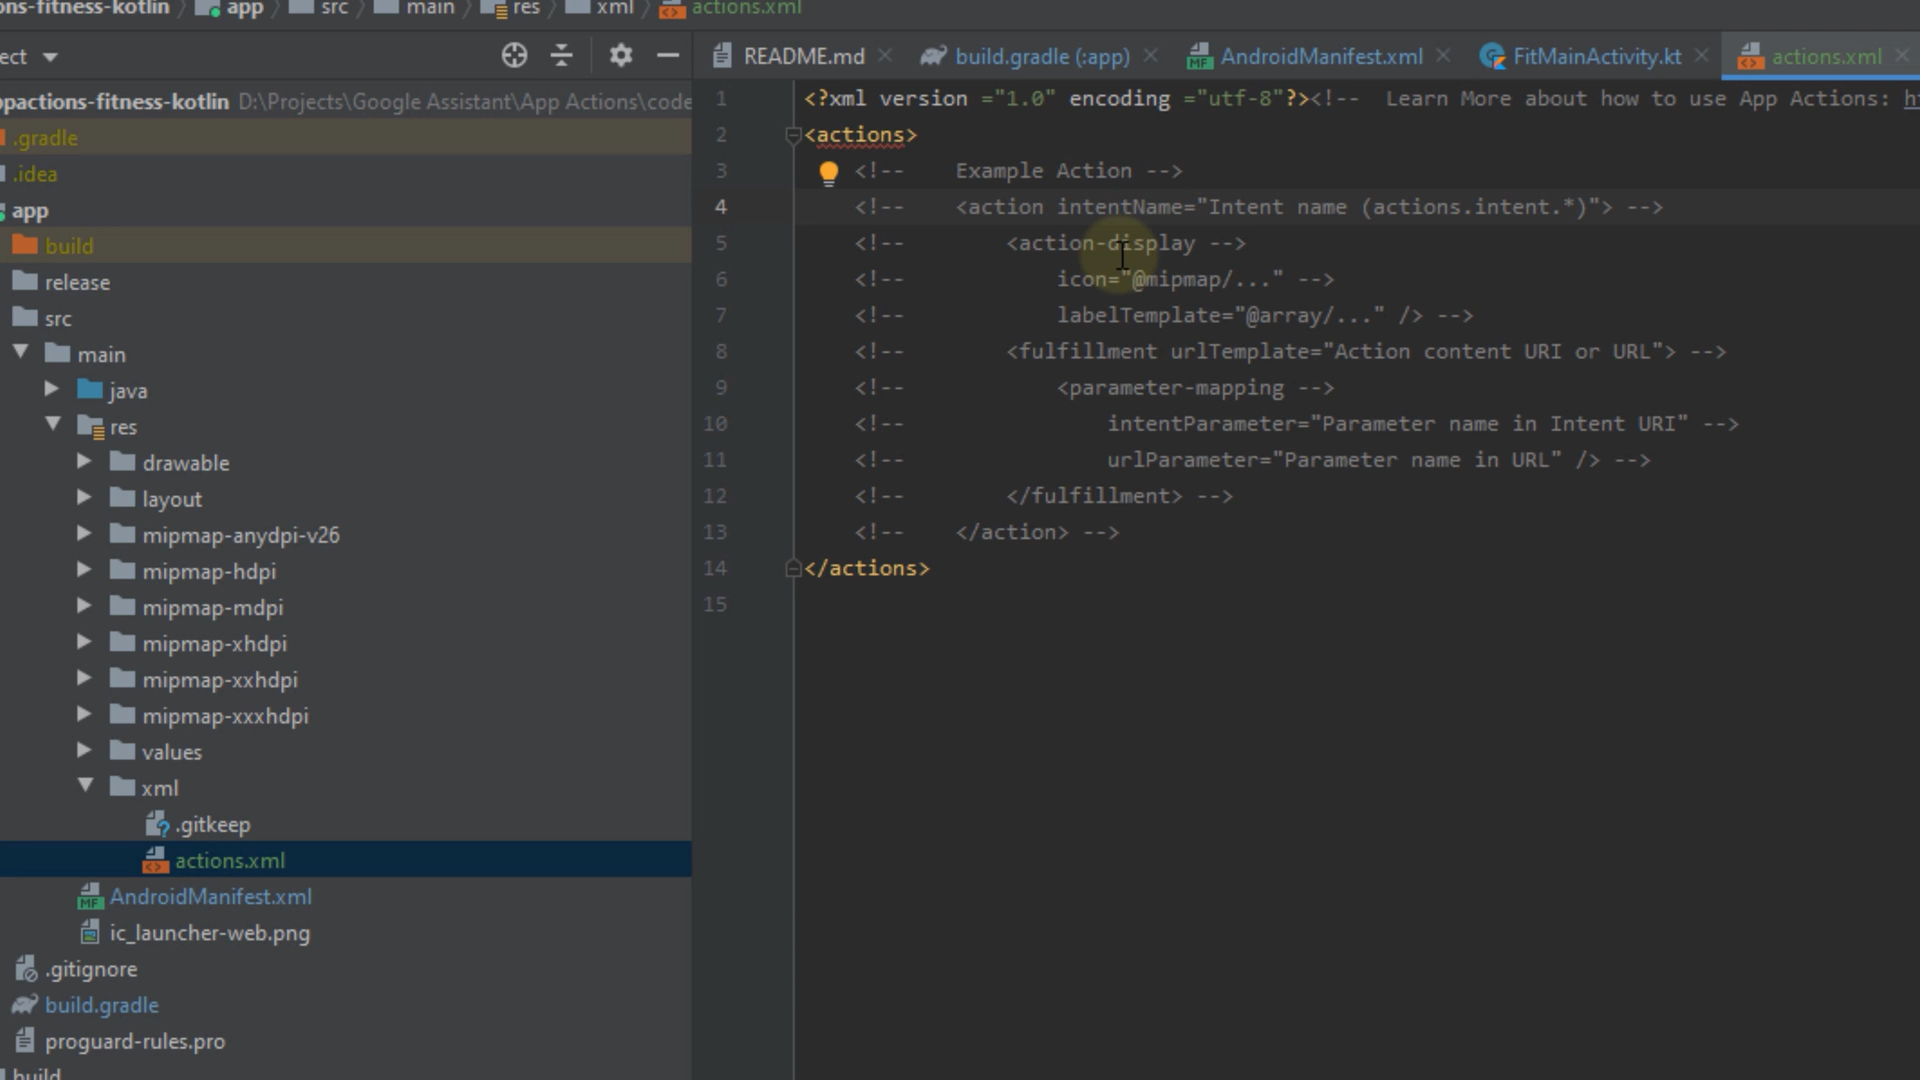 ns-fitness-kotlin app src main res xml actions.xml
ect
README.md build.gradle (:app) AndroidManifest.xml FitMainActivity.kt actions.xml
ppactions-fitness-kotlin D:\Projects\Google Assistant\App Actions\code
.gradle
.idea
app
build
release
src
main
java
res
drawable
layout
mipmap-anydpi-v26
mipmap-hdpi
mipmap-mdpi
mipmap-xhdpi
mipmap-xxhdpi
mipmap-xxxhdpi
values
xml
.gitkeep
actions.xml
AndroidManifest.xml
ic_launcher-web.png
.gitignore
build.gradle
proguard-rules.pro
build
1 <?xml version ="1.0" encoding ="utf-8"?><!-- Learn More about how to use App Actions: h
2 <actions>
3 <!-- Example Action -->
4 <!-- <action intentName="Intent name (actions.intent.*)"> -->
5 <!-- <action-display -->
6 <!-- icon="@mipmap/..." -->
7 <!-- labelTemplate="@array/..." /> -->
8 <!-- <fulfillment urlTemplate="Action content URI or URL"> -->
9 <!-- <parameter-mapping -->
10 <!-- intentParameter="Parameter name in Intent URI" -->
11 <!-- urlParameter="Parameter name in URL" /> -->
12 <!-- </fulfillment> -->
13 <!-- </action> -->
14 </actions>
15